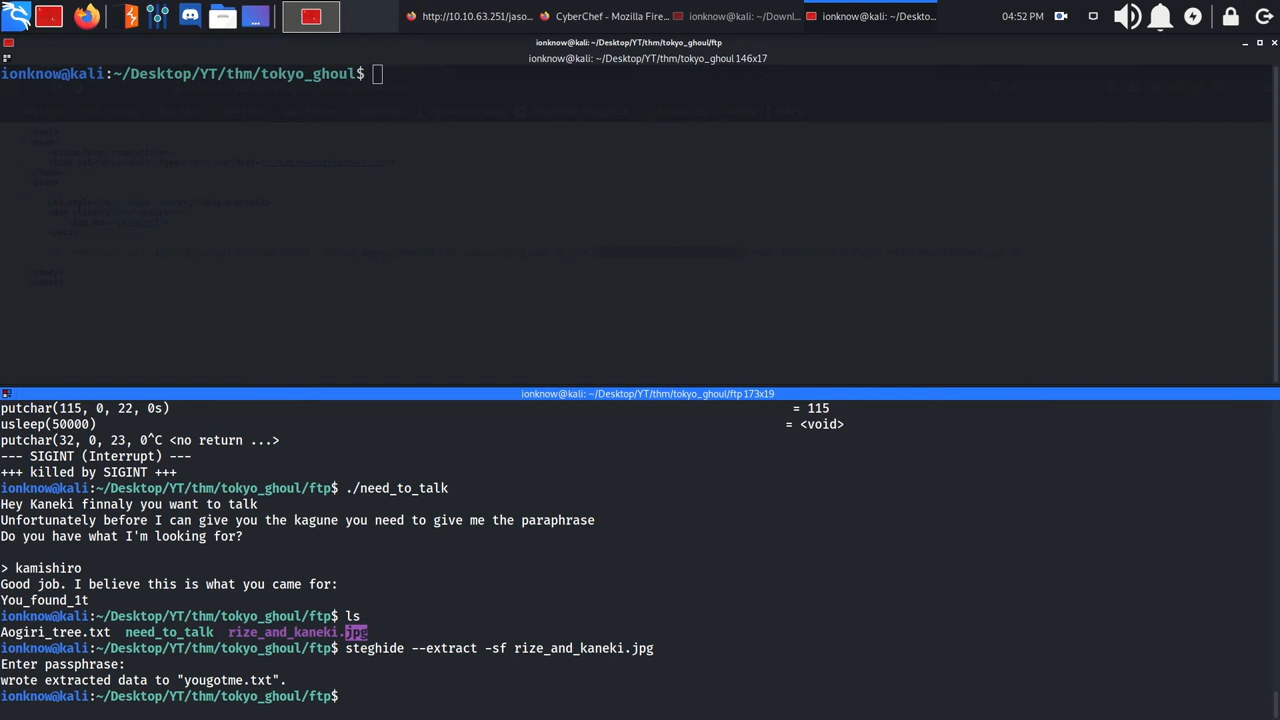 http://10.10.63.251/jaso...
CyberChef - Mozilla Fire...
ionknow@kali: ~/Downl...
ionknow@kali: ~/Deskto...
04:52 PM
ionknow@kali: ~/Desktop/YT/thm/tokyo_ghoul/ftp
ionknow@kali: ~/Desktop/YT/thm/tokyo_ghoul 146x17
ionknow@kali:~/Desktop/YT/thm/tokyo_ghoul$
ionknow@kali: ~/Desktop/YT/thm/tokyo_ghoul/ftp 173x19
putchar(115, 0, 22, 0s) = 115
usleep(50000) = <void>
putchar(32, 0, 23, 0^C <no return ...>
--- SIGINT (Interrupt) ---
+++ killed by SIGINT +++
ionknow@kali:~/Desktop/YT/thm/tokyo_ghoul/ftp$ ./need_to_talk
Hey Kaneki finnaly you want to talk
Unfortunately before I can give you the kagune you need to give me the paraphrase
Do you have what I'm looking for?
> kamishiro
Good job. I believe this is what you came for:
You_found_1t
ionknow@kali:~/Desktop/YT/thm/tokyo_ghoul/ftp$ ls
Aogiri_tree.txt need_to_talk rize_and_kaneki.jpg
ionknow@kali:~/Desktop/YT/thm/tokyo_ghoul/ftp$ steghide --extract -sf rize_and_kaneki.jpg
Enter passphrase:
wrote extracted data to "yougotme.txt".
ionknow@kali:~/Desktop/YT/thm/tokyo_ghoul/ftp$